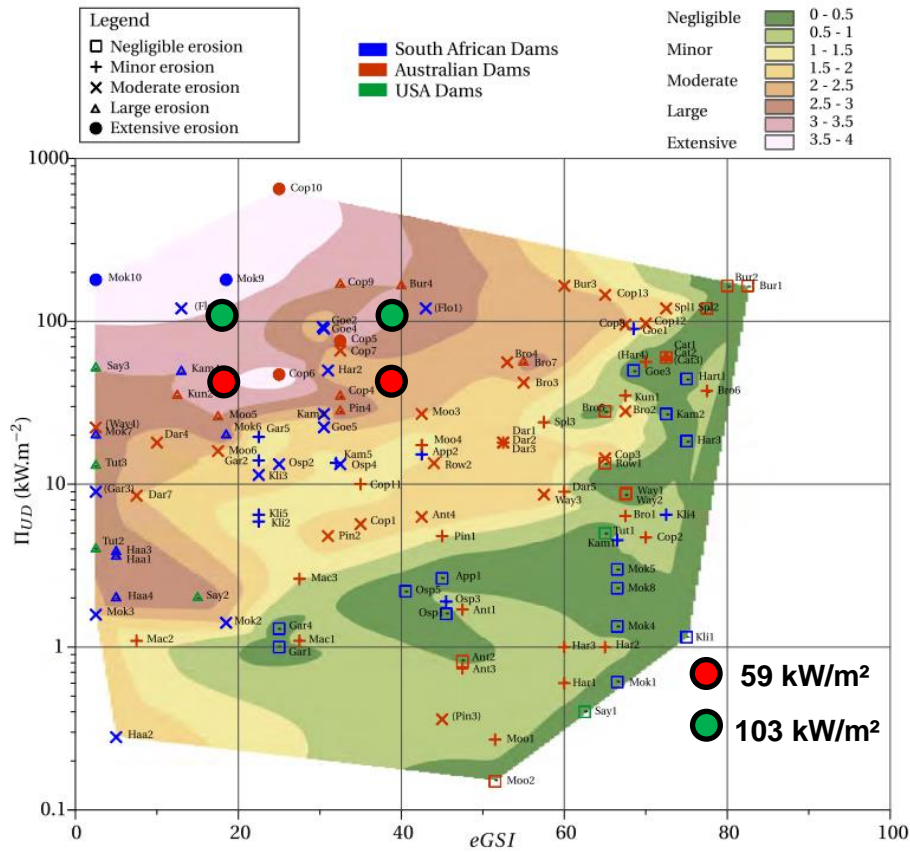 Legend
Negligible erosion
Minor erosion
Moderate erosion
Large erosion
Extensive erosion
South African Dams
Australian Dams
USA Dams
Negligible 0 - 0.5
0.5 - 1
Minor 1 - 1.5
1.5 - 2
Moderate 2 - 2.5
2.5 - 3
Large 3 - 3.5
Extensive 3.5 - 4
1000
100
10
1
0.1
Π_UD (kW.m⁻²)
0 20 40 60 80 100
eGSI
Cop10
Mok10
Mok9
Cop9
Bur4
Bur3
Cop13
Bur2
Bur1
(Flo1)
Spl1
Spl2
Goe2
Goe4
Cop8
Cop12
Goe1
Cop5
Cop7
Say3
Kam4
Cop6
Har2
Bro4
Bro7
(Har4)
Cat1
Cat2
(Cat3)
Goe3
Hart1
Kun2
Cop4
Pin4
Bro3
Kun1
Bro6
Moo5
Kam
Moo3
Bro5
Bro2
Kam2
(Way4)
Mok7
Mok6
Gar5
Goe5
Spl3
Dar4
Moo6
Gar2
Moo4
App2
Dar1
Dar2
Dar3
Har3
Tut3
Osp2
Kam5
Osp4
Row2
Cop3
Row1
Kli3
(Gar3)
Dar7
Cop11
Dar5
Way3
Way1
Way2
Kli5
Kli2
Cop1
Ant4
Bro1
Kli4
Pin2
Pin1
Tut1
Kam1
Cop2
Tut2
Haa3
Haa1
Mac3
App1
Mok5
Osp5
Mok8
Haa4
Say2
Osp3
Osp1
Ant1
Mok3
Mok2
Gar4
Mok4
Mac2
Mac1
Gar1
Har3
Har2
Kli1
Ant2
Ant3
Har1
Mok1
Say1
(Pin3)
Haa2
Moo1
Moo2
59 kW/m²
103 kW/m²